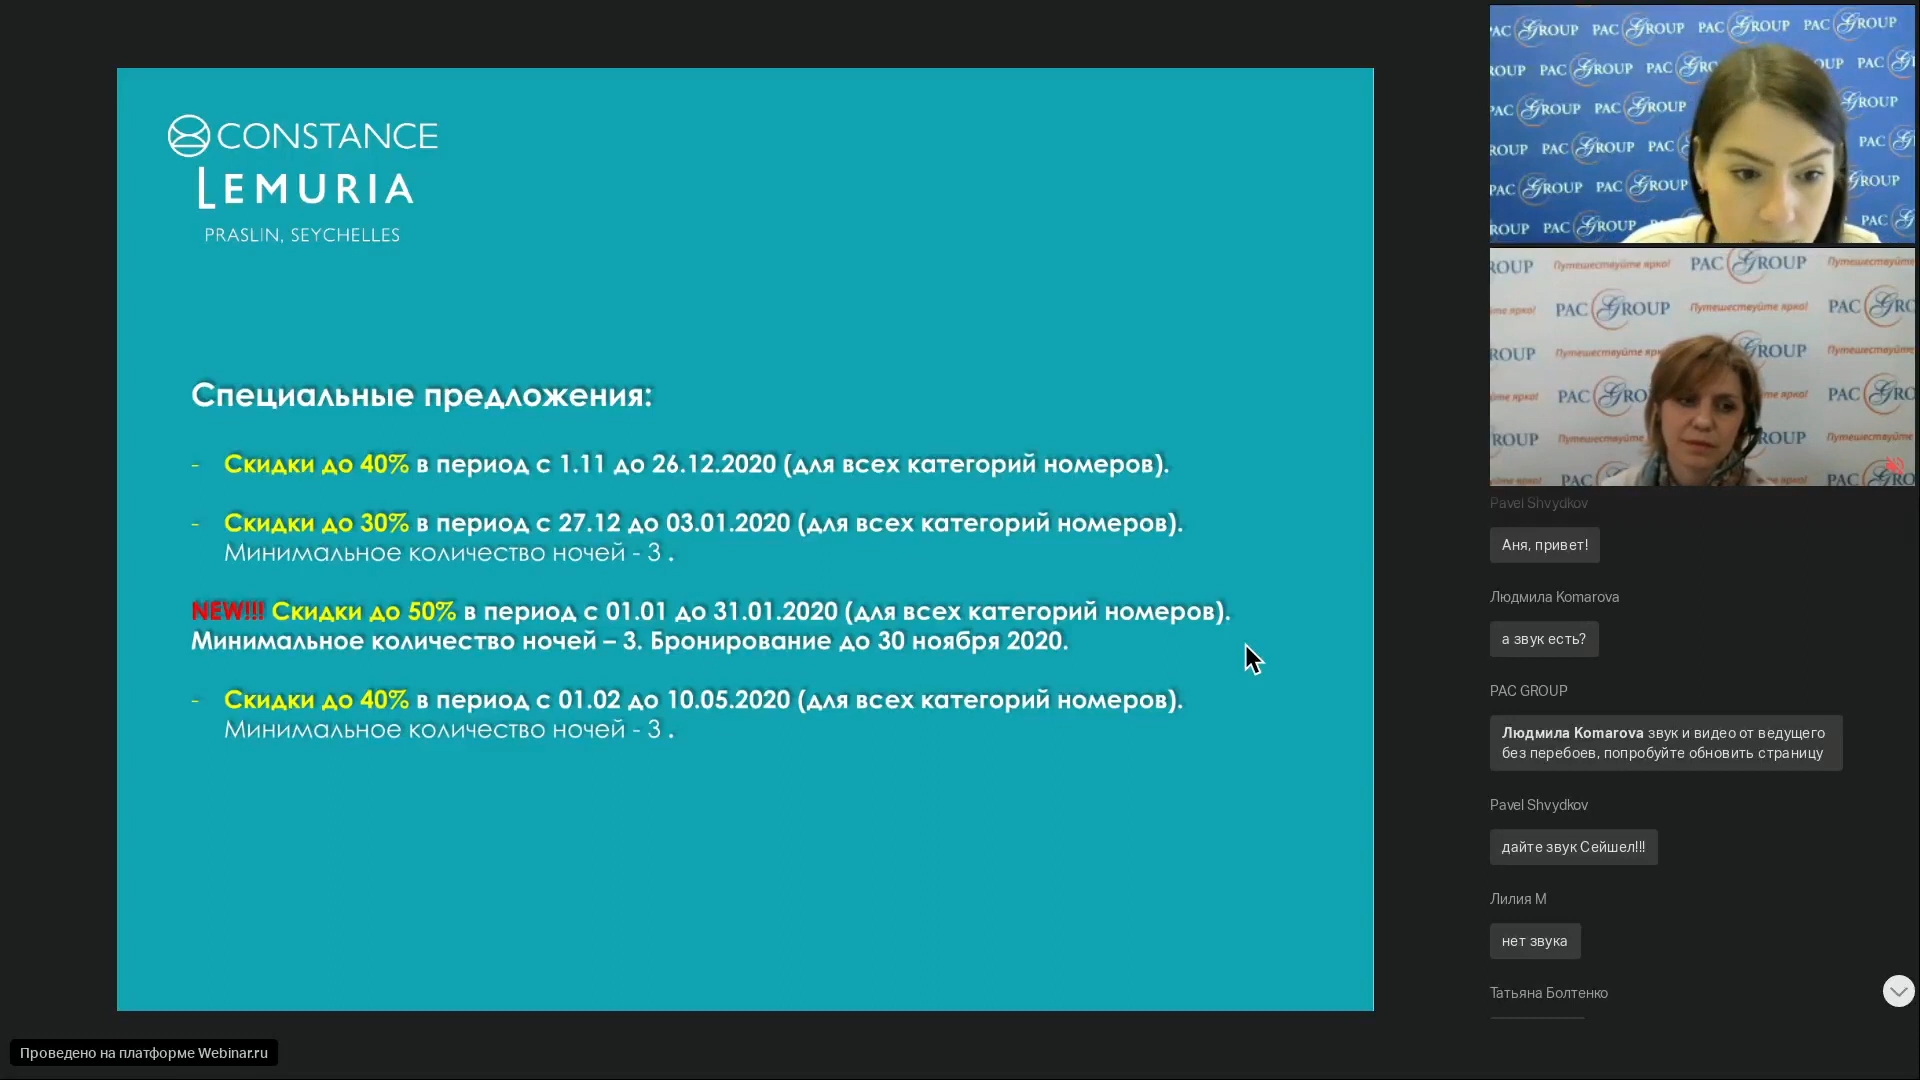 CONSTANCE
LEMURIA
PRASLIN, SEYCHELLES
Специальные предложения:
- Скидки до 40% в период с 1.11 до 26.12.2020 (для всех категорий номеров).
- Скидки до 30% в период с 27.12 до 03.01.2020 (для всех категорий номеров).
Минимальное количество ночей - 3 .
NEW!!! Скидки до 50% в период с 01.01 до 31.01.2020 (для всех категорий номеров).
Минимальное количество ночей – 3. Бронирование до 30 ноября 2020.
- Скидки до 40% в период с 01.02 до 10.05.2020 (для всех категорий номеров).
Минимальное количество ночей - 3 .
PAC GROUP
PAC GROUP
Путешествуйте ярко!
Pavel Shvydkov
Аня, привет!
Людмила Komarova
а звук есть?
PAC GROUP
Людмила Komarova звук и видео от ведущего
без перебоев, попробуйте обновить страницу
Pavel Shvydkov
дайте звук Сейшел!!!
Лилия М
нет звука
Татьяна Болтенко
Проведено на платформе Webinar.ru